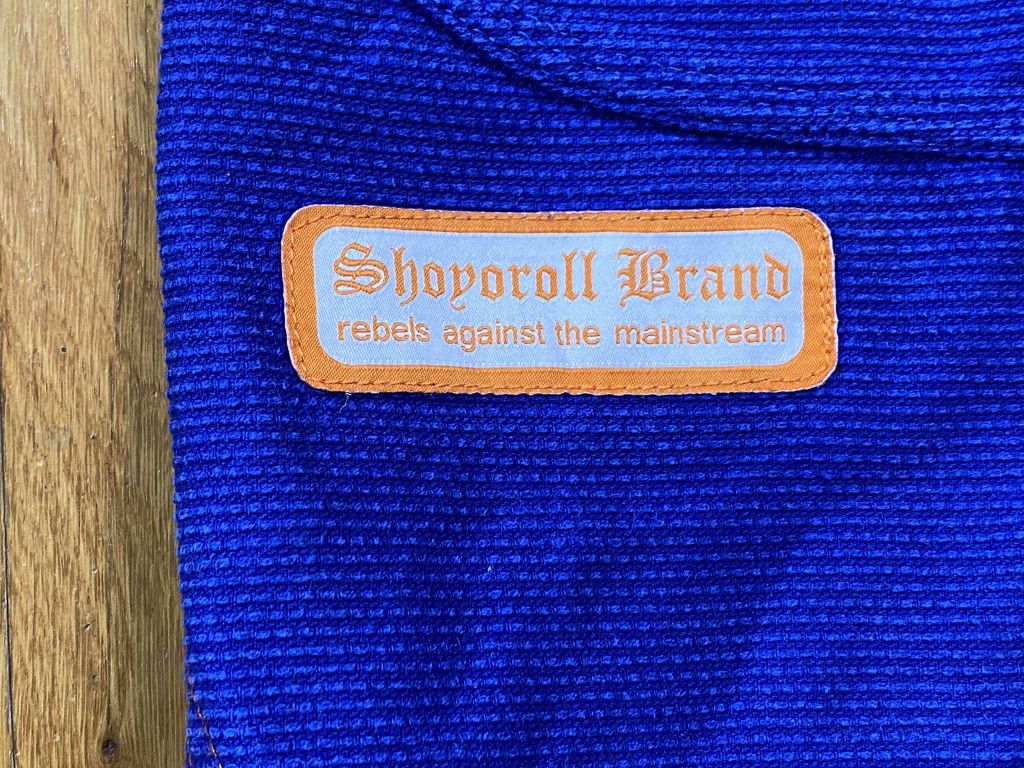 Shoyoroll Brand
rebels against the mainstream